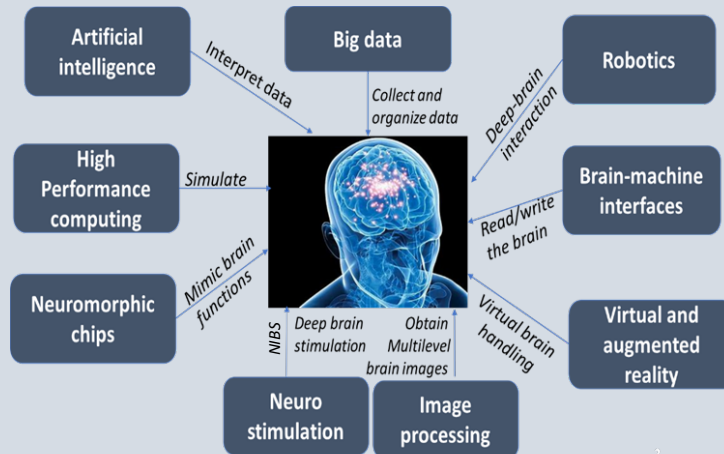 Artificial
intelligence
Interpret data
Big data
Collect and
organize data
Robotics
Deep-brain
interaction
High
Performance
computing
Simulate
Brain-machine
interfaces
Read/write
the brain
Neuromorphic
chips
Mimic brain
functions
Virtual and
augmented
reality
Virtual brain
handling
NIBS
Deep brain
stimulation
Neuro
stimulation
Obtain
Multilevel
brain images
Image
processing